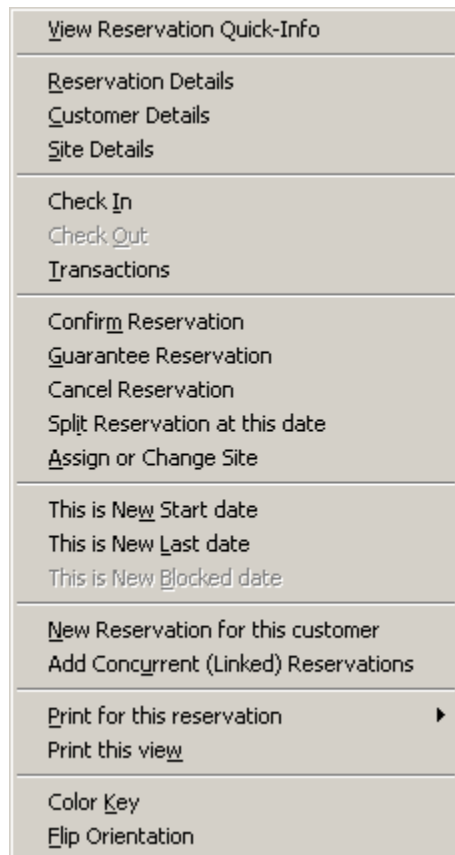 View Reservation Quick-Info
Reservation Details
Customer Details
Site Details
Check In
Check Out
Transactions
Confirm Reservation
Guarantee Reservation
Cancel Reservation
Split Reservation at this date
Assign or Change Site
This is New Start date
This is New Last date
This is New Blocked date
New Reservation for this customer
Add Concurrent (Linked) Reservations
Print for this reservation
Print this view
Color Key
Flip Orientation